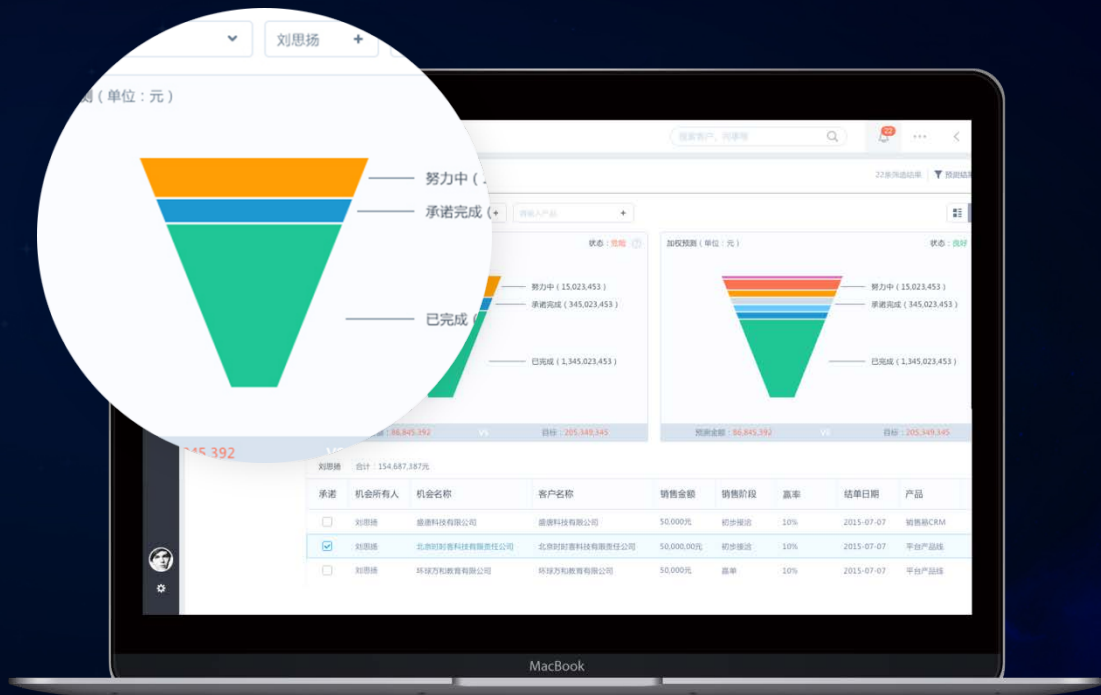 刘思扬 +
(单位:元)
努力中 (
承诺完成 (
已完成 (
45,392
搜索客户、同事等
22
22条筛选结果
+
请输入产品 +
状态:危险
努力中 ( 15,023,453 )
承诺完成 ( 345,023,453 )
已完成 ( 1,345,023,453 )
:86,845,392 VS 目标:205,349,345
加权预测 ( 单位:元 ) 状态:良好
努力中 ( 15,023,453 )
承诺完成 ( 345,023,453 )
已完成 ( 1,345,023,453 )
预测金额:86,845,392 VS 目标:205,349,345
刘思扬 合计:154,687,387元
承诺 机会所有人 机会名称 客户名称 销售金额 销售阶段 赢率 结单日期 产品
刘思扬 盛唐科技有限公司 盛唐科技有限公司 50,000元 初步接洽 10% 2015-07-07 销售易CRM
刘思扬 北京时时客科技有限责任公司 北京时时客科技有限责任公司 50,000,00元 初步接洽 10% 2015-07-07 平台产品线
刘思扬 环球万和教育有限公司 环球万和教育有限公司 50,000元 赢单 10% 2015-07-07 平台产品线
MacBook